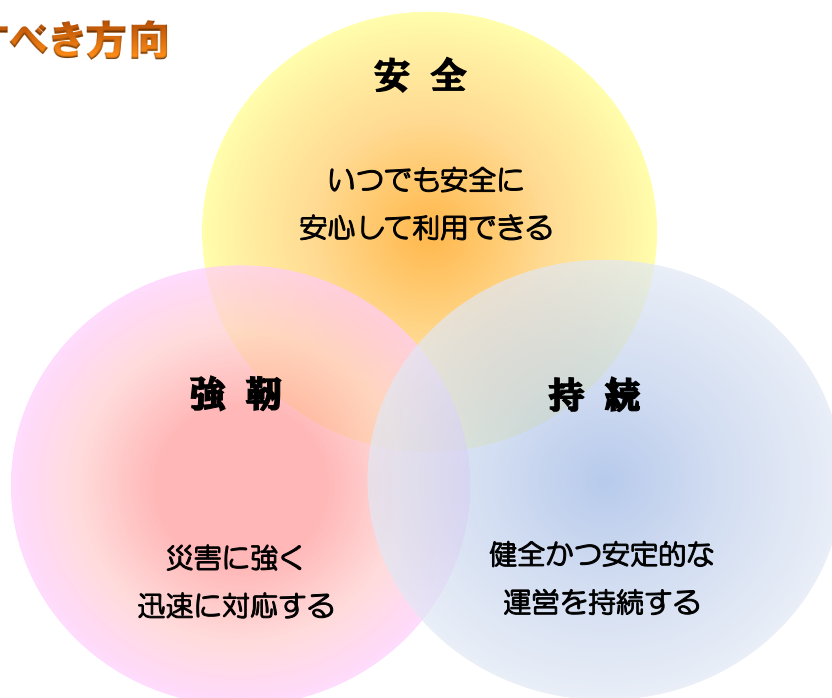 すべき方向
安 全
いつでも安全に
安心して利用できる
強 靭
災害に強く
迅速に対応する
持 続
健全かつ安定的な
運営を持続する